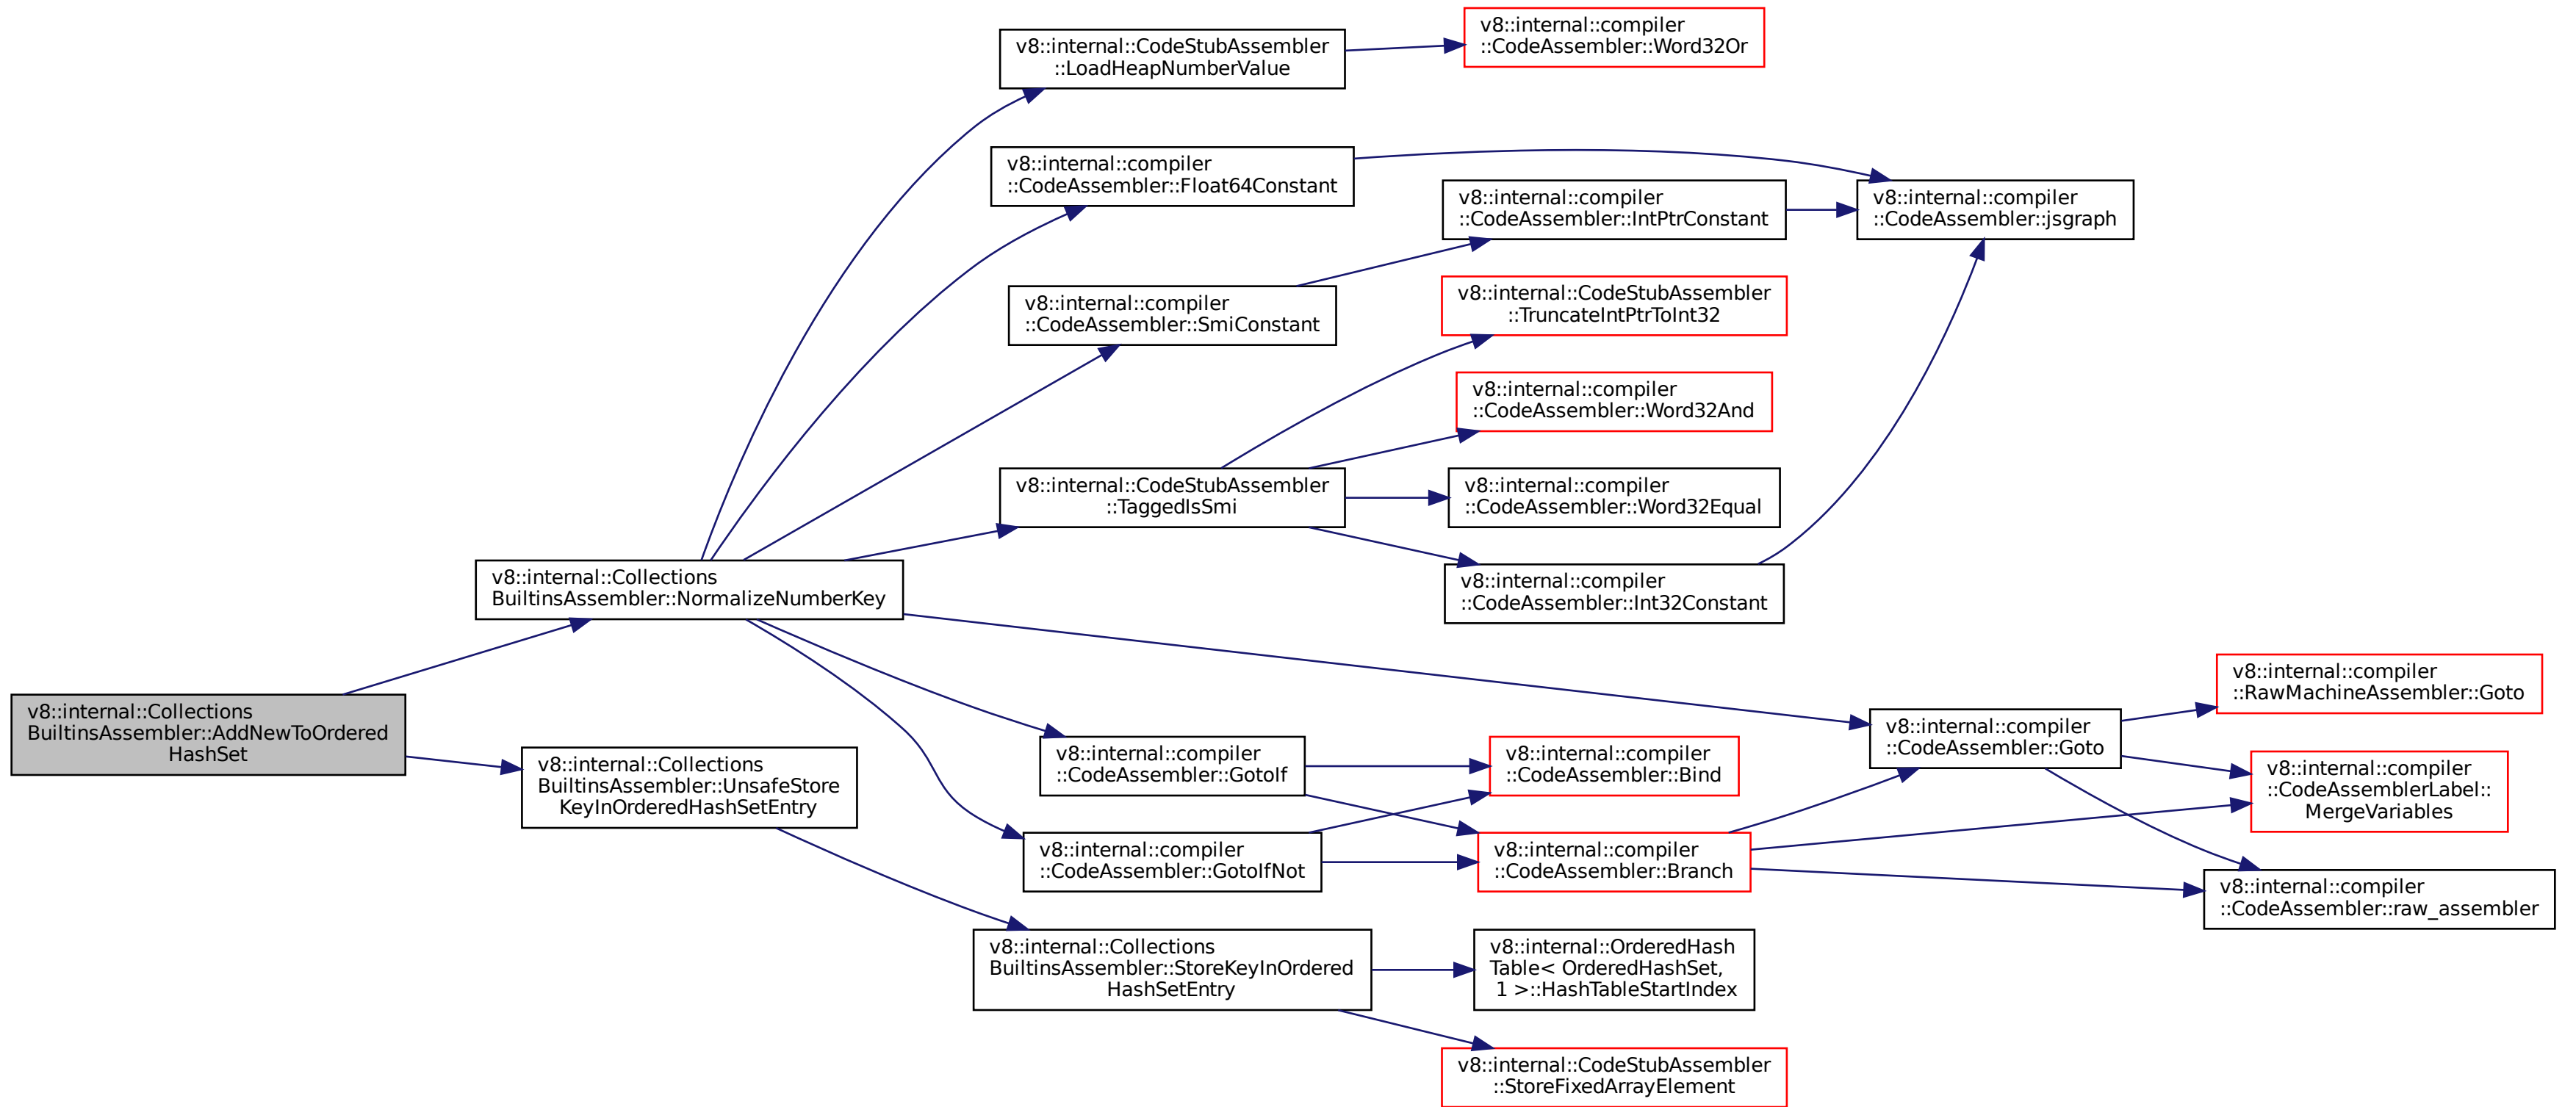 v8::internal::Collections
BuiltinsAssembler::AddNewToOrdered
HashSet
v8::internal::Collections
BuiltinsAssembler::NormalizeNumberKey
v8::internal::Collections
BuiltinsAssembler::UnsafeStore
KeyInOrderedHashSetEntry
v8::internal::CodeStubAssembler
::LoadHeapNumberValue
v8::internal::compiler
::CodeAssembler::Float64Constant
v8::internal::compiler
::CodeAssembler::SmiConstant
v8::internal::CodeStubAssembler
::TaggedIsSmi
v8::internal::compiler
::CodeAssembler::GotoIf
v8::internal::compiler
::CodeAssembler::GotoIfNot
v8::internal::Collections
BuiltinsAssembler::StoreKeyInOrdered
HashSetEntry
v8::internal::compiler
::CodeAssembler::Word32Or
v8::internal::compiler
::CodeAssembler::IntPtrConstant
v8::internal::CodeStubAssembler
::TruncateIntPtrToInt32
v8::internal::compiler
::CodeAssembler::Word32And
v8::internal::compiler
::CodeAssembler::Word32Equal
v8::internal::compiler
::CodeAssembler::Int32Constant
v8::internal::compiler
::CodeAssembler::Bind
v8::internal::compiler
::CodeAssembler::Branch
v8::internal::OrderedHash
Table< OrderedHashSet,
1 >::HashTableStartIndex
v8::internal::CodeStubAssembler
::StoreFixedArrayElement
v8::internal::compiler
::CodeAssembler::jsgraph
v8::internal::compiler
::CodeAssembler::Goto
v8::internal::compiler
::RawMachineAssembler::Goto
v8::internal::compiler
::CodeAssemblerLabel::
MergeVariables
v8::internal::compiler
::CodeAssembler::raw_assembler